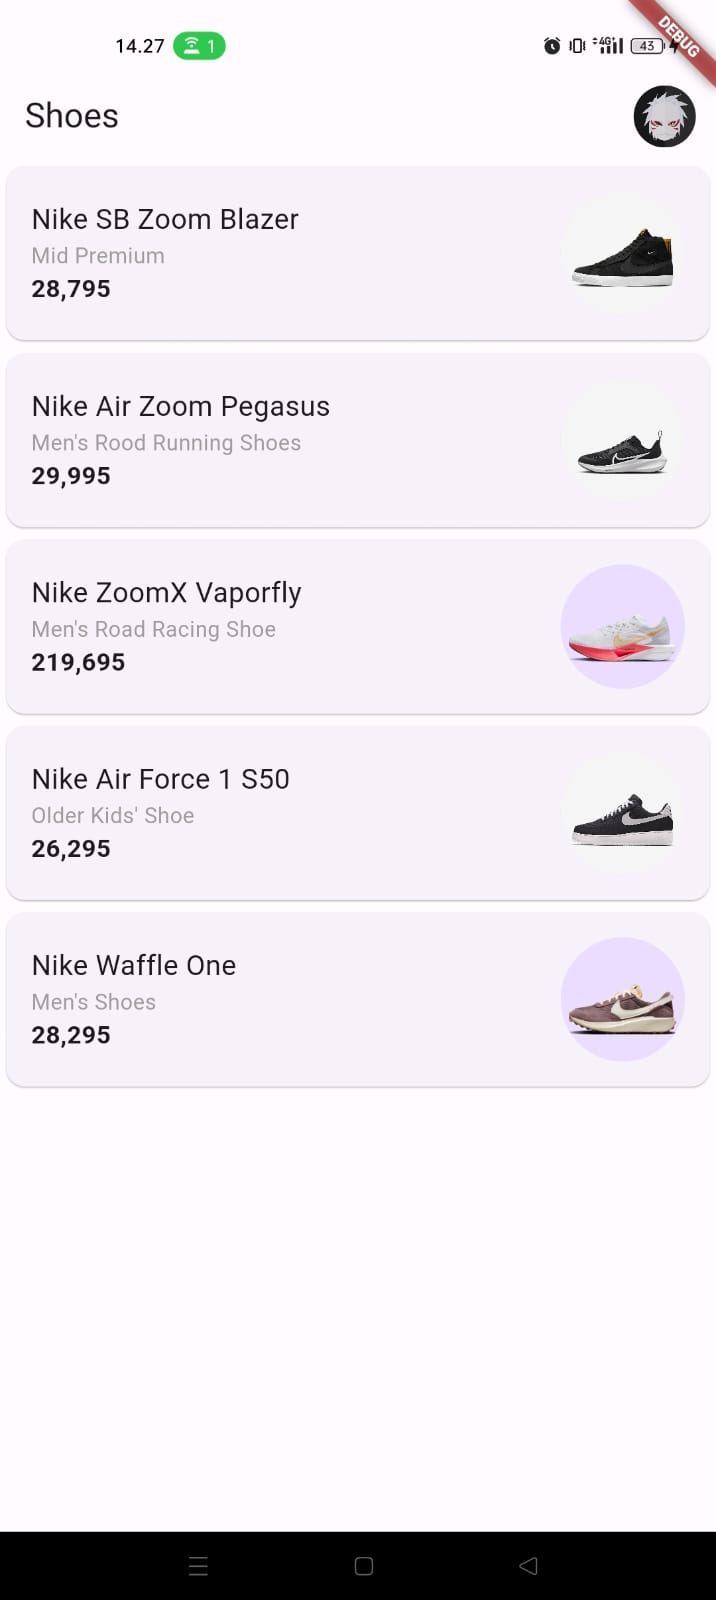 14.27 1 4G+ 43
DEBUG
Shoes
Nike SB Zoom Blazer
Mid Premium
28,795
Nike Air Zoom Pegasus
Men's Rood Running Shoes
29,995
Nike ZoomX Vaporfly
Men's Road Racing Shoe
219,695
Nike Air Force 1 S50
Older Kids' Shoe
26,295
Nike Waffle One
Men's Shoes
28,295